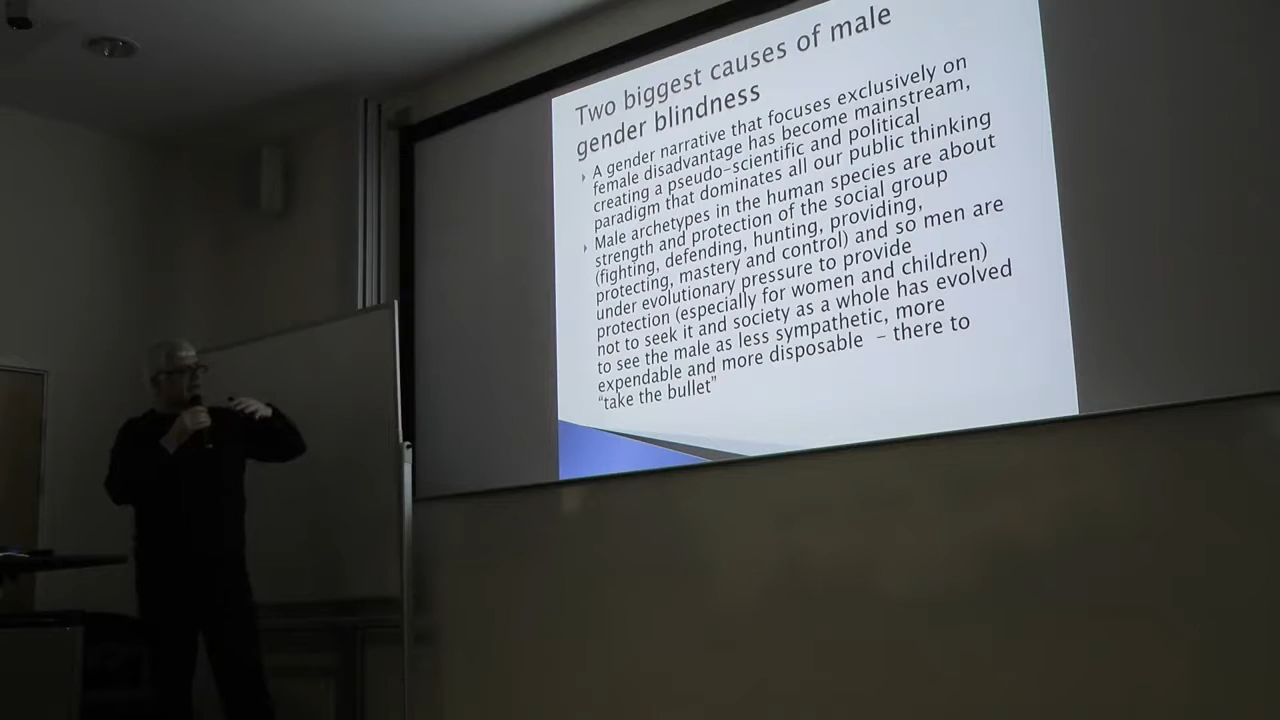 Two biggest causes of male
gender blindness
A gender narrative that focuses exclusively on
female disadvantage has become mainstream,
creating a pseudo-scientific and political
paradigm that dominates all our public thinking
Male archetypes in the human species are about
strength and protection of the social group
(fighting, defending, hunting, providing,
protecting, mastery and control) and so men are
under evolutionary pressure to provide
protection (especially for women and children)
not to seek it and society as a whole has evolved
to see the male as less sympathetic, more
expendable and more disposable – there to
“take the bullet”